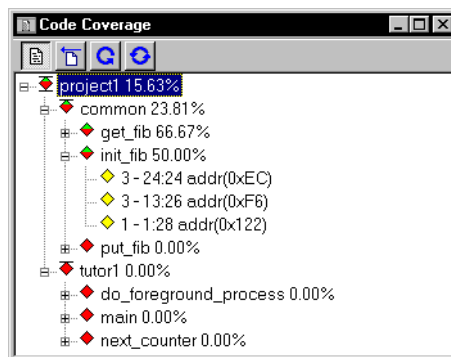 Code Coverage
project1 15.63%
common 23.81%
get_fib 66.67%
init_fib 50.00%
3 - 24:24 addr(0xEC)
3 - 13:26 addr(0xF6)
1 - 1:28 addr(0x122)
put_fib 0.00%
tutor1 0.00%
do_foreground_process 0.00%
main 0.00%
next_counter 0.00%